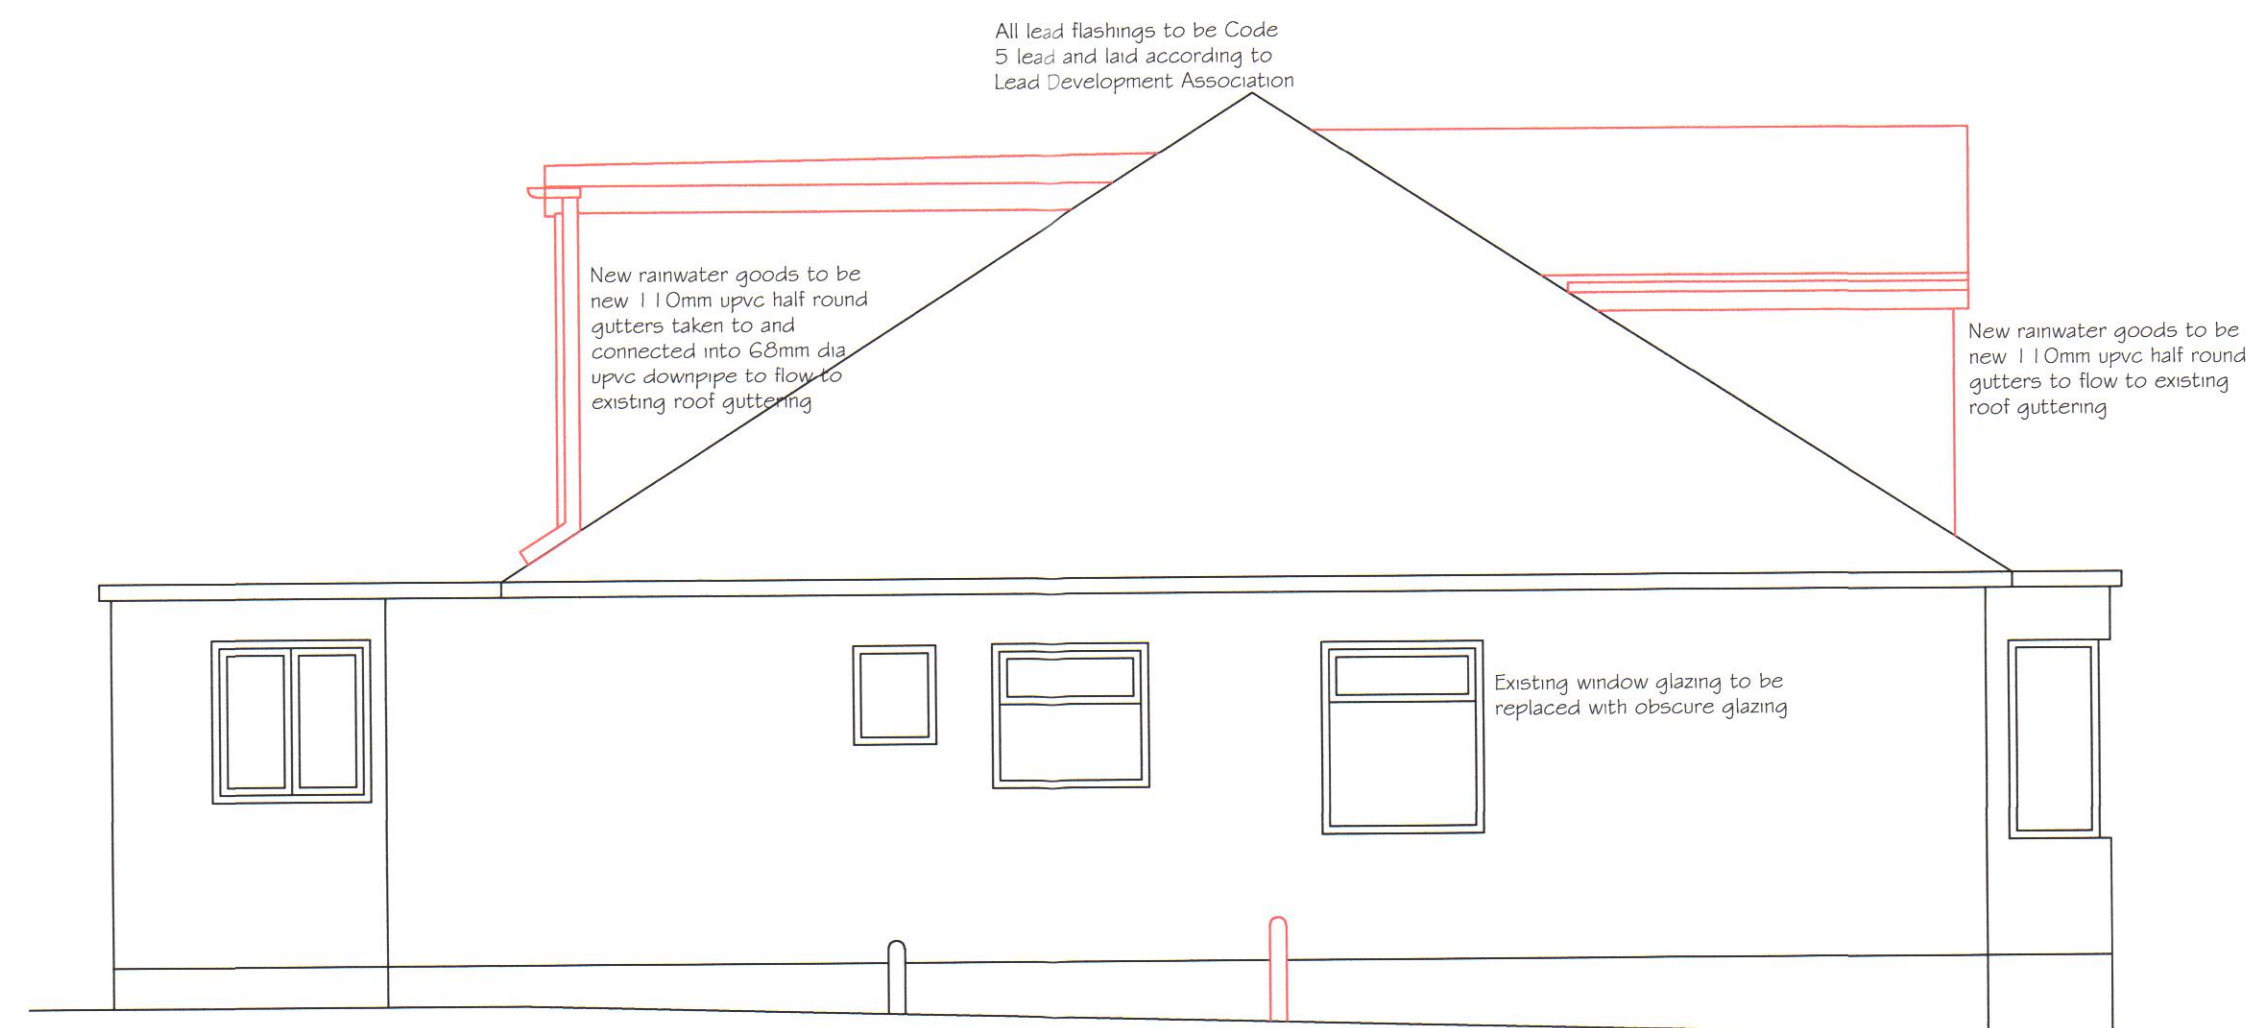 All lead flashings to be Code
5 lead and laid according to
Lead Development Association
New rainwater goods to be
new 110mm upvc half round
gutters taken to and
connected into 68mm dia
upvc downpipe to flow to
existing roof guttering
New rainwater goods to be
new 110mm upvc half round
gutters to flow to existing
roof guttering
Existing window glazing to be
replaced with obscure glazing